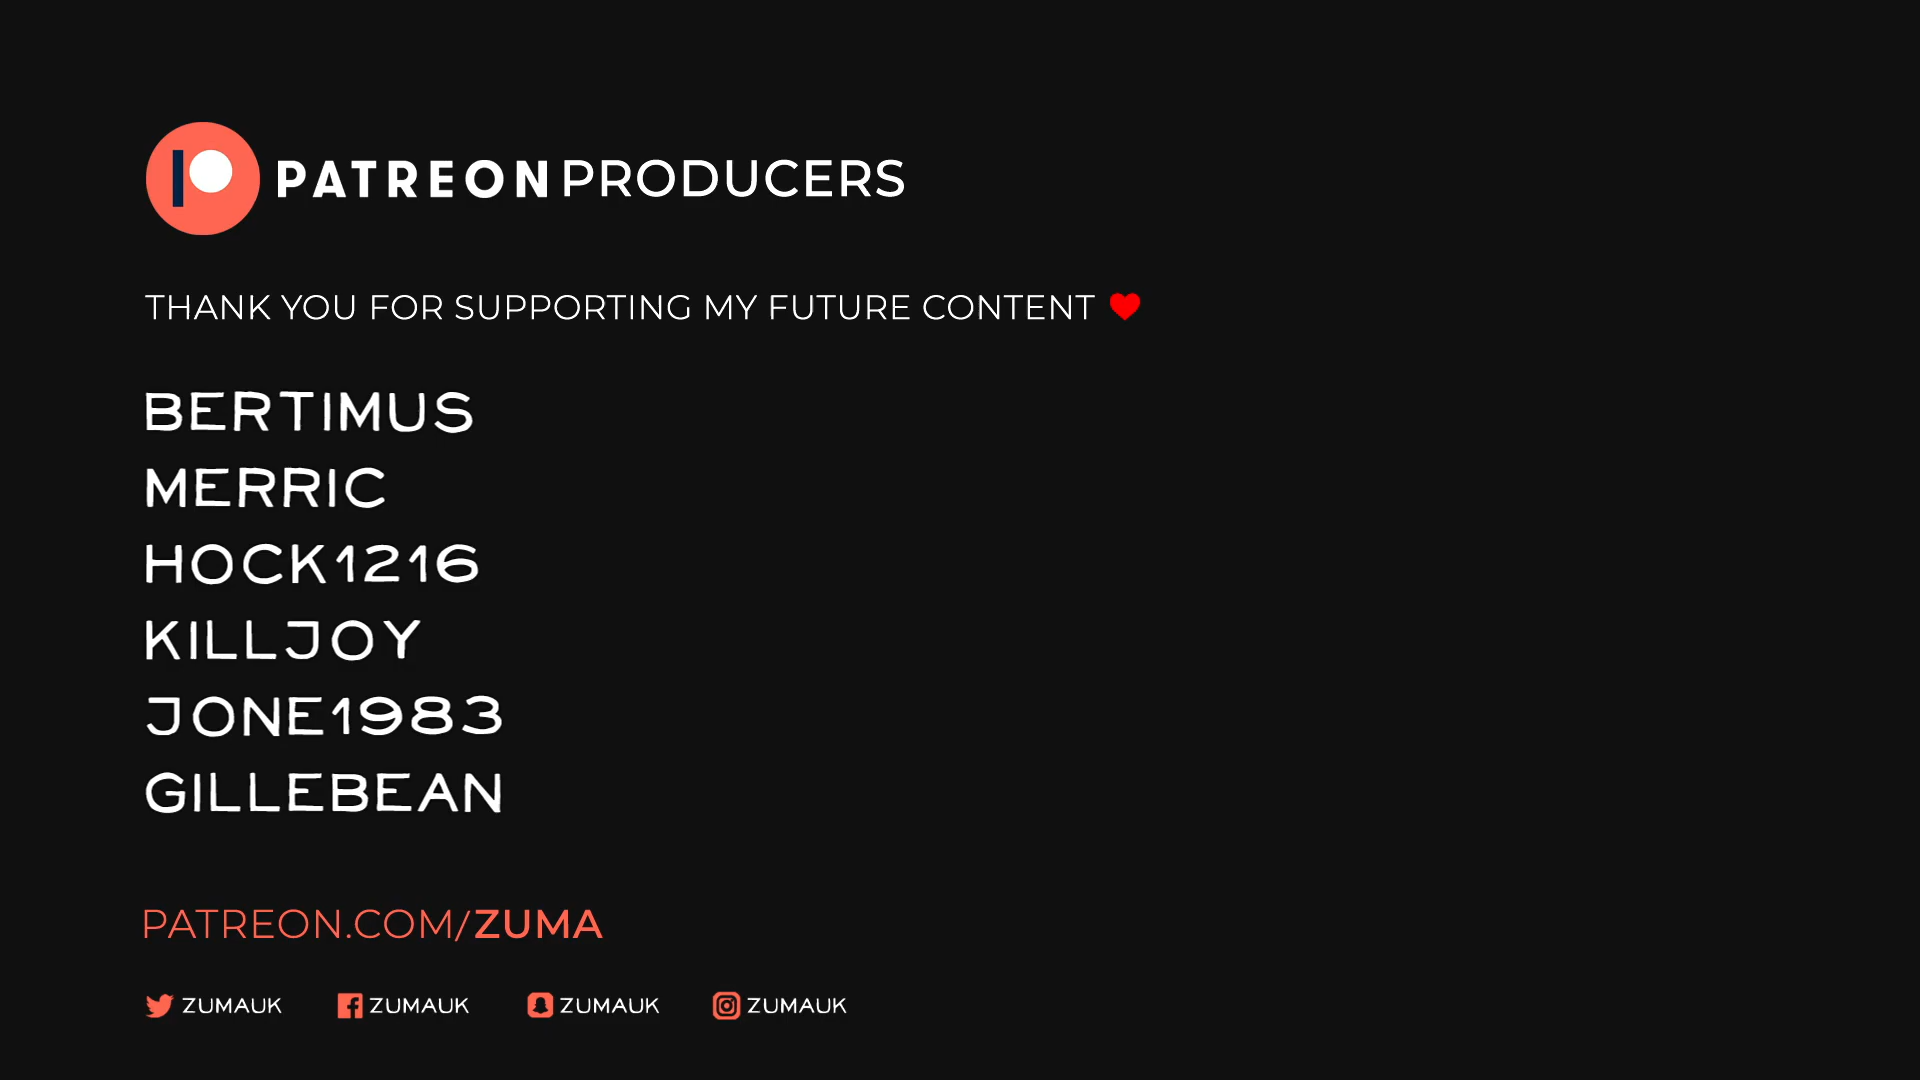 PATREON PRODUCERS
THANK YOU FOR SUPPORTING MY FUTURE CONTENT
BERTIMUS
MERRIC
HOCK1216
KILLJOY
JONE1983
GILLEBEAN
PATREON.COM/ZUMA
ZUMAUK ZUMAUK ZUMAUK ZUMAUK